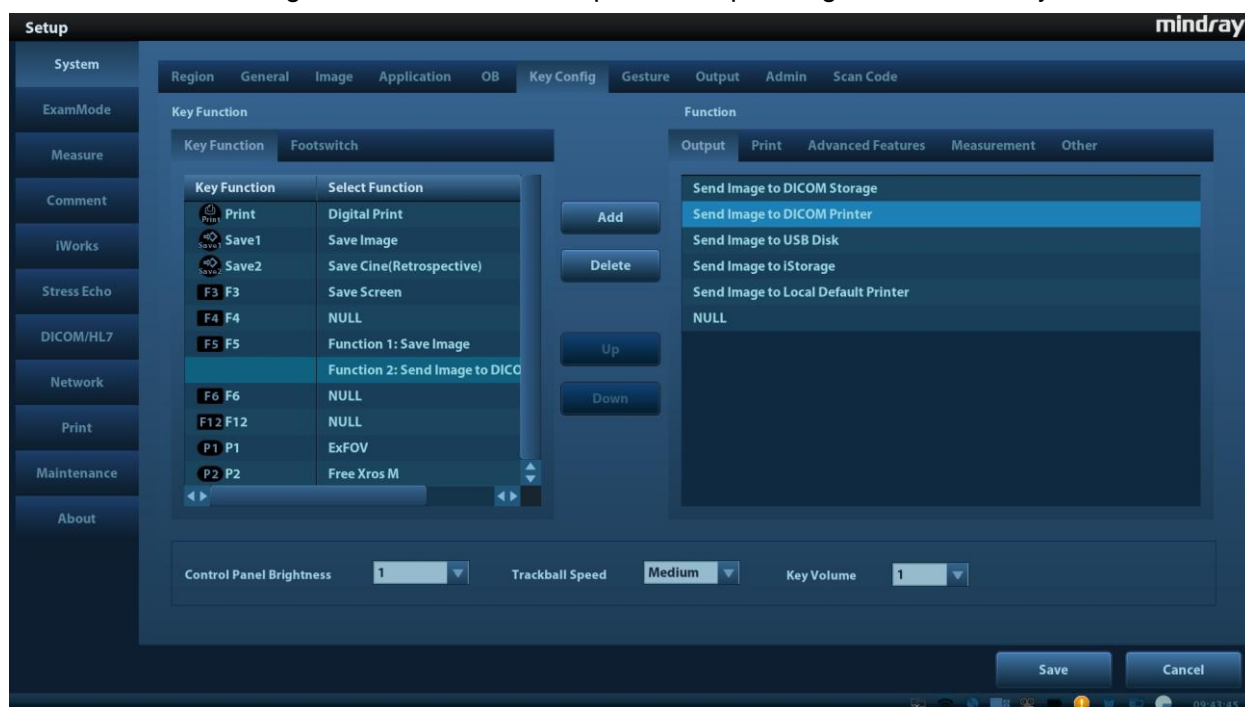 Setup
mindray
System
ExamMode
Measure
Comment
iWorks
Stress Echo
DICOM/HL7
Network
Print
Maintenance
About
Region General Image Application OB Key Config Gesture Output Admin Scan Code
Key Function
Key Function Footswitch
Key Function Select Function
Print Print Digital Print
Save1 Save1 Save Image
Save2 Save2 Save Cine(Retrospective)
F3 F3 Save Screen
F4 F4 NULL
F5 F5 Function 1: Save Image
Function 2: Send Image to DICO
F6 F6 NULL
F12 F12 NULL
P1 P1 ExFOV
P2 P2 Free Xros M
Add
Delete
Up
Down
Function
Output Print Advanced Features Measurement Other
Send Image to DICOM Storage
Send Image to DICOM Printer
Send Image to USB Disk
Send Image to iStorage
Send Image to Local Default Printer
NULL
Control Panel Brightness 1 Trackball Speed Medium Key Volume 1
Save Cancel
09:43:45